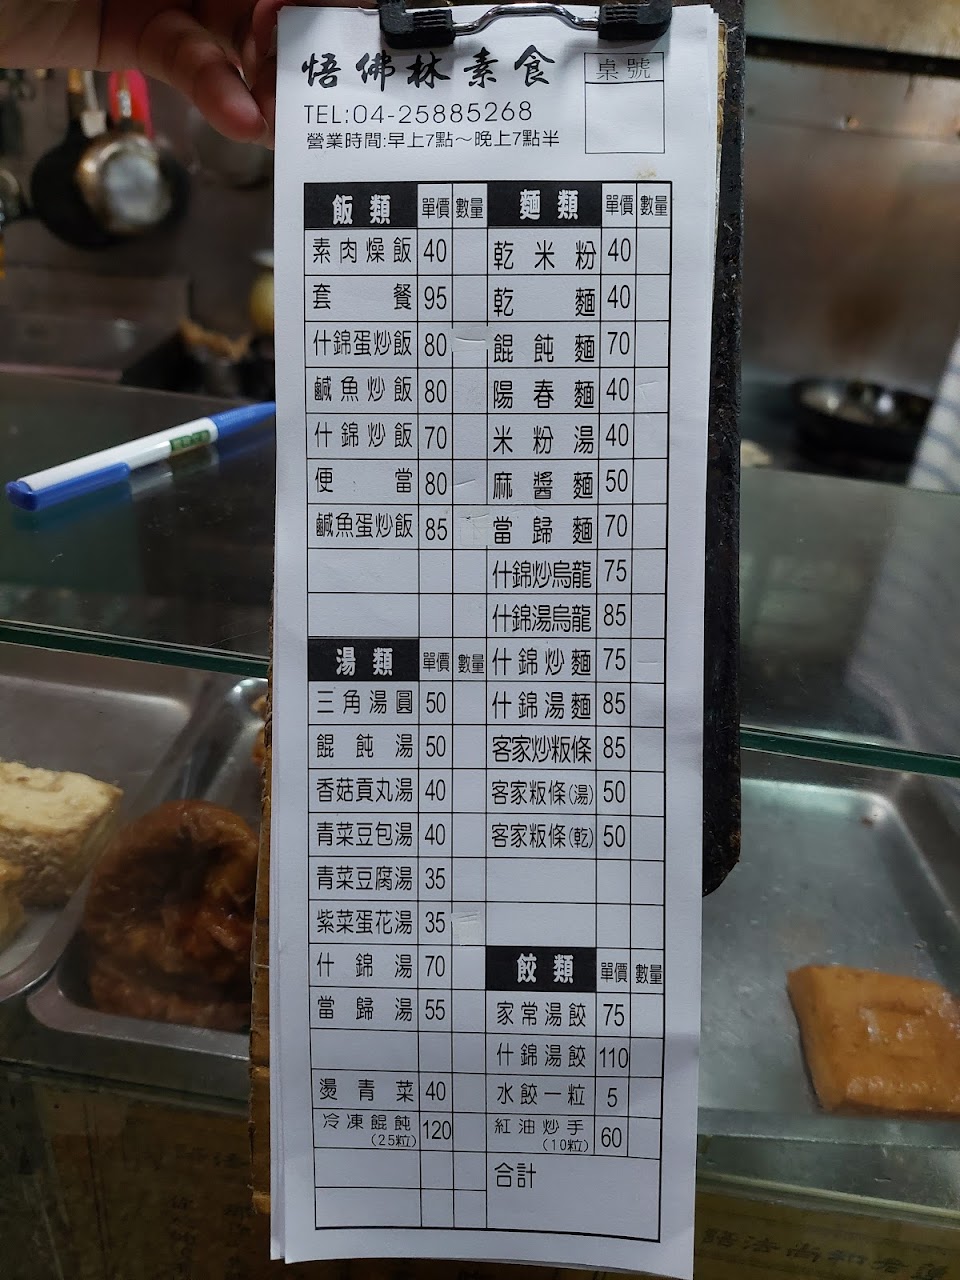 悟佛林素食
桌號
TEL:04-25885268
營業時間:早上7點～晚上7點半
飯類 單價 數量
素肉燥飯 40
套餐 95
什錦蛋炒飯 80
鹹魚炒飯 80
什錦炒飯 70
便當 80
鹹魚蛋炒飯 85
湯類 單價 數量
三角湯圓 50
餛飩湯 50
香菇貢丸湯 40
青菜豆包湯 40
青菜豆腐湯 35
紫菜蛋花湯 35
什錦湯 70
當歸湯 55
燙青菜 40
冷凍餛飩(25粒) 120
麵類 單價 數量
乾米粉 40
乾麵 40
餛飩麵 70
陽春麵 40
米粉湯 40
麻醬麵 50
當歸麵 70
什錦炒烏龍 75
什錦湯烏龍 85
什錦炒麵 75
什錦湯麵 85
客家炒粄條 85
客家粄條(湯) 50
客家粄條(乾) 50
餃類 單價 數量
家常湯餃 75
什錦湯餃 110
水餃一粒 5
紅油炒手(10粒) 60
合計